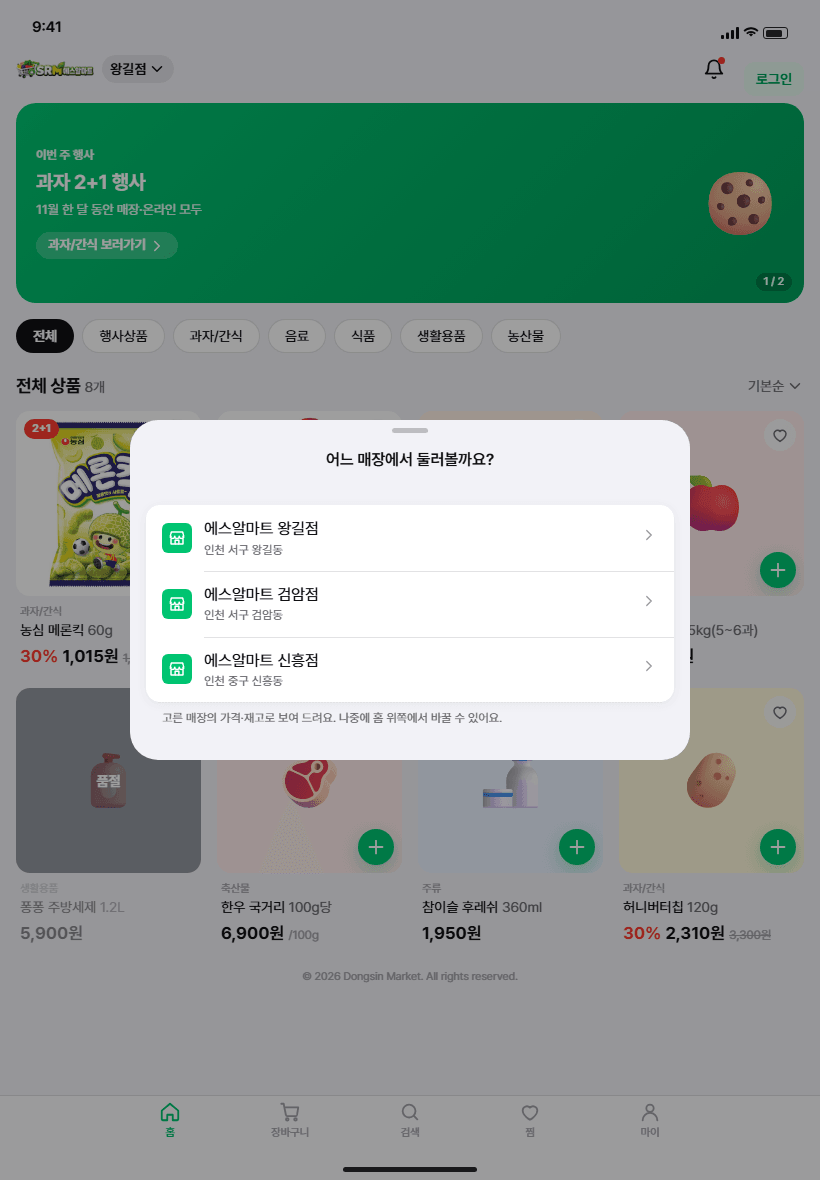 9:41
SRM에스알마트
왕길점
로그인
이번 주 행사
과자 2+1 행사
11월 한 달 동안 매장·온라인 모두
과자/간식 보러가기
1 / 2
전체
행사상품
과자/간식
음료
식품
생활용품
농산물
전체 상품 8개
기본순
2+1
농심
메론킥
어느 매장에서 둘러볼까요?
에스알마트 왕길점
인천 서구 왕길동
에스알마트 검암점
인천 서구 검암동
에스알마트 신흥점
인천 중구 신흥동
고른 매장의 가격·재고로 보여 드려요. 나중에 홈 위쪽에서 바꿀 수 있어요.
과자/간식
농심 메론킥 60g
5kg(5~6과)
30% 1,015원
품절
생활용품
퐁퐁 주방세제 1.2L
5,900원
축산물
한우 국거리 100g당
6,900원 /100g
주류
참이슬 후레쉬 360ml
1,950원
과자/간식
허니버터칩 120g
30% 2,310원 3,300원
© 2026 Dongsin Market. All rights reserved.
홈
장바구니
검색
찜
마이